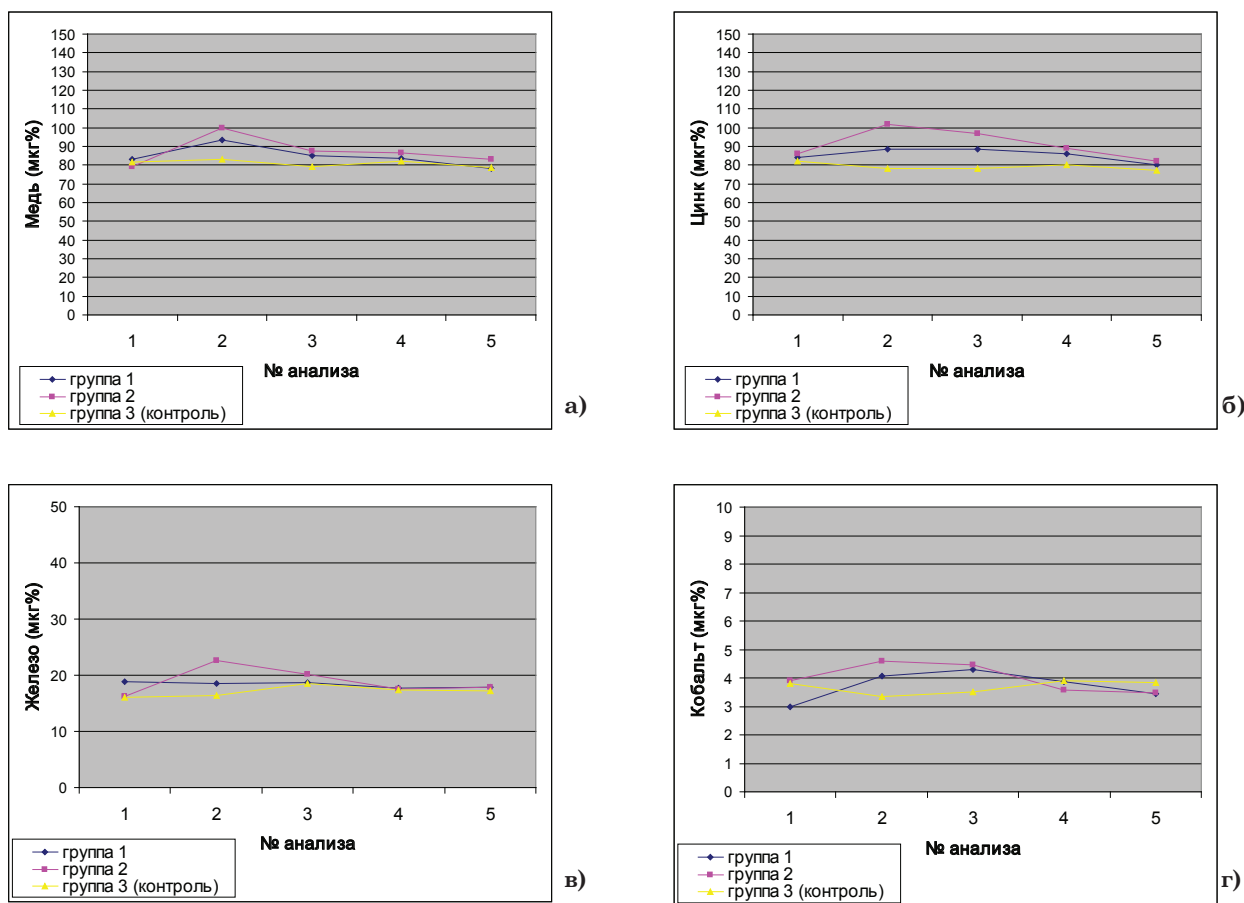 150
140
130
120
110
100
90
80
70
60
50
40
30
20
10
0
Медь (мкг%)
1 2 3 4 5
№ анализа
группа 1
группа 2
группа 3 (контроль)
а)
150
140
130
120
110
100
90
80
70
60
50
40
30
20
10
0
Цинк (мкг%)
1 2 3 4 5
№ анализа
группа 1
группа 2
группа 3 (контроль)
б)
50
40
30
20
10
0
Железо (мкг%)
1 2 3 4 5
№ анализа
группа 1
группа 2
группа 3 (контроль)
в)
10
9
8
7
6
5
4
3
2
1
0
Кобальт (мкг%)
1 2 3 4 5
№ анализа
группа 1
группа 2
группа 3 (контроль)
г)